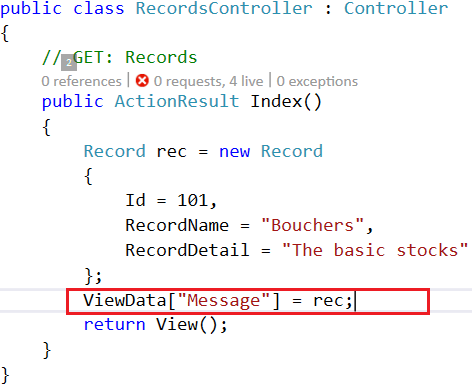 public class RecordsController : Controller
{
// GET: Records
2
0 references | 0 requests, 4 live | 0 exceptions
public ActionResult Index()
{
Record rec = new Record
{
Id = 101,
RecordName = "Bouchers",
RecordDetail = "The basic stocks"
};
ViewData["Message"] = rec;
return View();
}
}